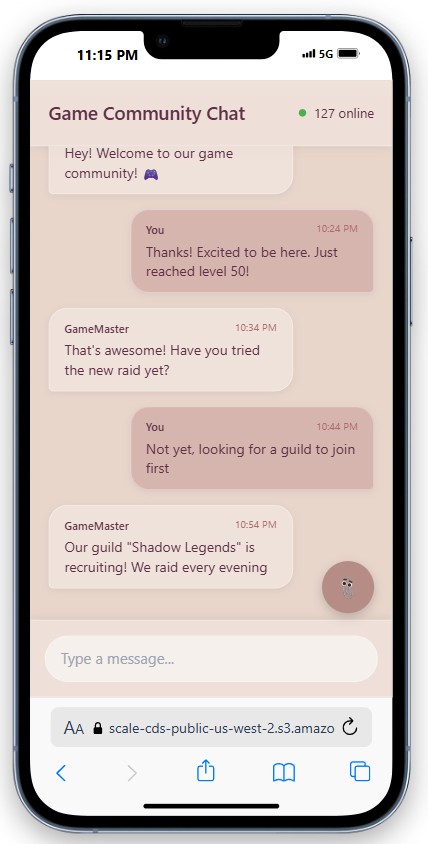 11:15 PM 5G
Game Community Chat 127 online
Hey! Welcome to our game
community! 🎮
You 10:24 PM
Thanks! Excited to be here. Just
reached level 50!
GameMaster 10:34 PM
That's awesome! Have you tried
the new raid yet?
You 10:44 PM
Not yet, looking for a guild to join
first
GameMaster 10:54 PM
Our guild "Shadow Legends" is
recruiting! We raid every evening
Type a message...
AA scale-cds-public-us-west-2.s3.amazo